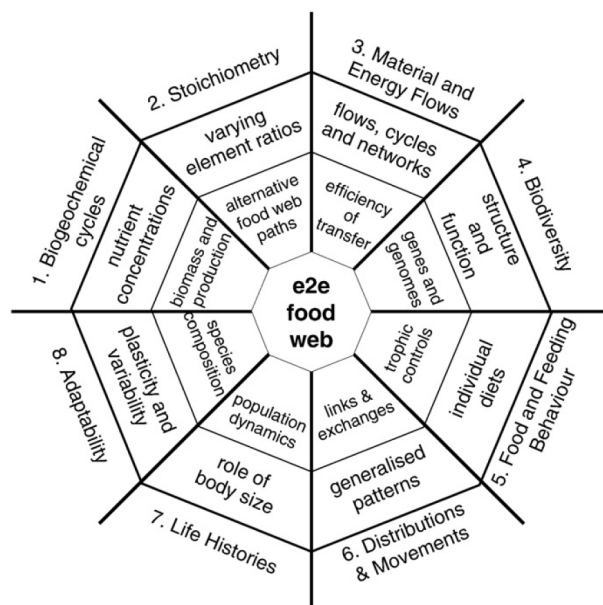 1. Biogeochemical
cycles
nutrient
concentrations
biomass and
production
2. Stoichiometry
varying
element ratios
alternative
food web
paths
3. Material and
Energy Flows
flows, cycles
and networks
efficiency
of
transfer
4. Biodiversity
structure
and
function
genes and
genomes
5. Food and Feeding
Behaviour
individual
diets
trophic
controls
6. Distributions
& Movements
generalised
patterns
links &
exchanges
7. Life Histories
role of
body size
population
dynamics
8. Adaptability
plasticity and
variability
species
composition
e2e
food
web